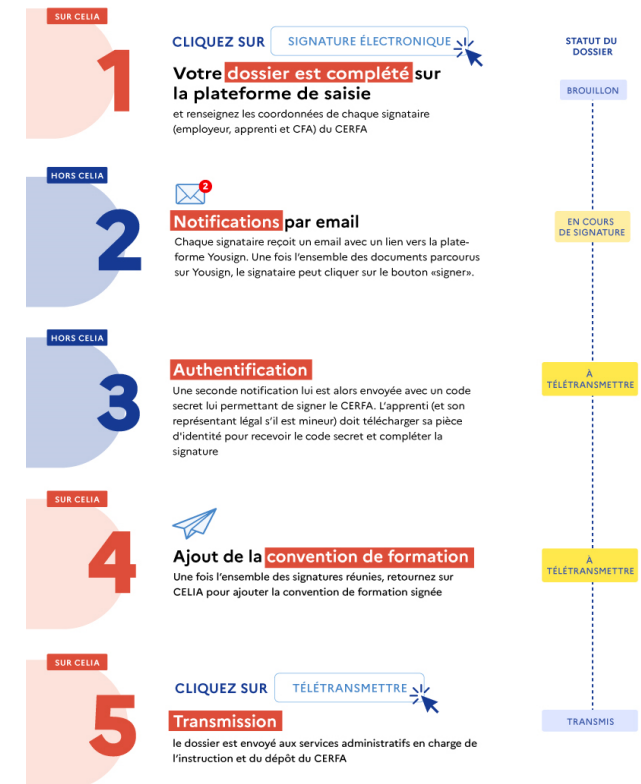 SUR CELIA
1
CLIQUEZ SUR SIGNATURE ÉLECTRONIQUE
Votre dossier est complété sur
la plateforme de saisie
et renseignez les coordonnées de chaque signataire
(employeur, apprenti et CFA) du CERFA
STATUT DU
DOSSIER
BROUILLON
HORS CELIA
2
2
Notifications par email
Chaque signataire reçoit un email avec un lien vers la plate-
forme Yousign. Une fois l'ensemble des documents parcourus
sur Yousign, le signataire peut cliquer sur le bouton «signer».
EN COURS
DE SIGNATURE
HORS CELIA
3
Authentification
Une seconde notification lui est alors envoyée avec un code
secret lui permettant de signer le CERFA. L'apprenti (et son
représentant légal s'il est mineur) doit télécharger sa pièce
d'identité pour recevoir le code secret et compléter la
signature
À
TÉLÉTRANSMETTRE
SUR CELIA
4
Ajout de la convention de formation
Une fois l'ensemble des signatures réunies, retournez sur
CELIA pour ajouter la convention de formation signée
À
TÉLÉTRANSMETTRE
SUR CELIA
5
CLIQUEZ SUR TÉLÉTRANSMETTRE
Transmission
le dossier est envoyé aux services administratifs en charge de
l'instruction et du dépôt du CERFA
TRANSMIS